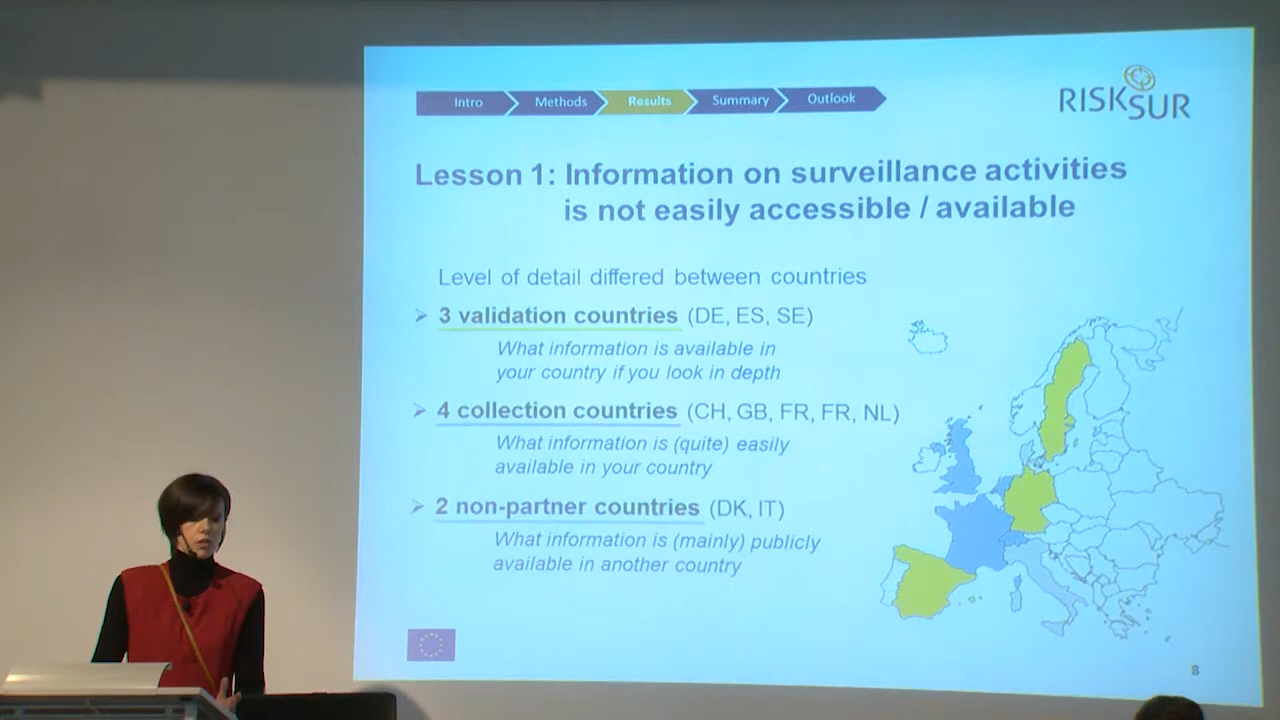 Intro Methods Results Summary Outlook
RISKSUR
Lesson 1: Information on surveillance activities
is not easily accessible / available
Level of detail differed between countries
➢ 3 validation countries (DE, ES, SE)
What information is available in
your country if you look in depth
➢ 4 collection countries (CH, GB, FR, FR, NL)
What information is (quite) easily
available in your country
➢ 2 non-partner countries (DK, IT)
What information is (mainly) publicly
available in another country
8